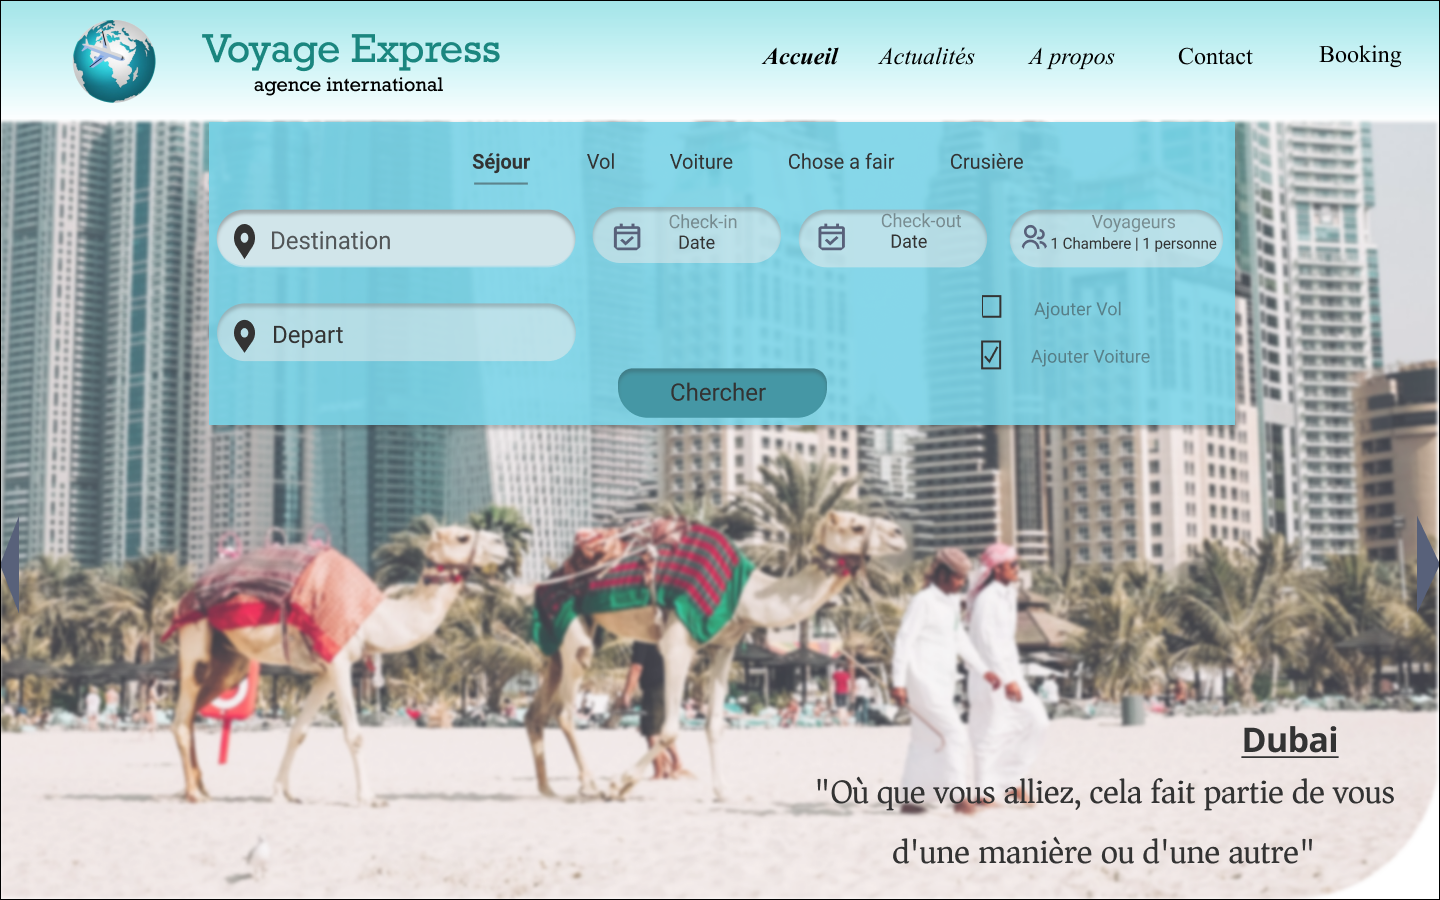 Voyage Express
agence international
Accueil Actualités A propos Contact Booking
Séjour Vol Voiture Chose a fair Crusière
Destination
Check-in
Date
Check-out
Date
Voyageurs
1 Chambere | 1 personne
Depart
Ajouter Vol
Ajouter Voiture
Chercher
Dubai
"Où que vous alliez, cela fait partie de vous
d'une manière ou d'une autre"